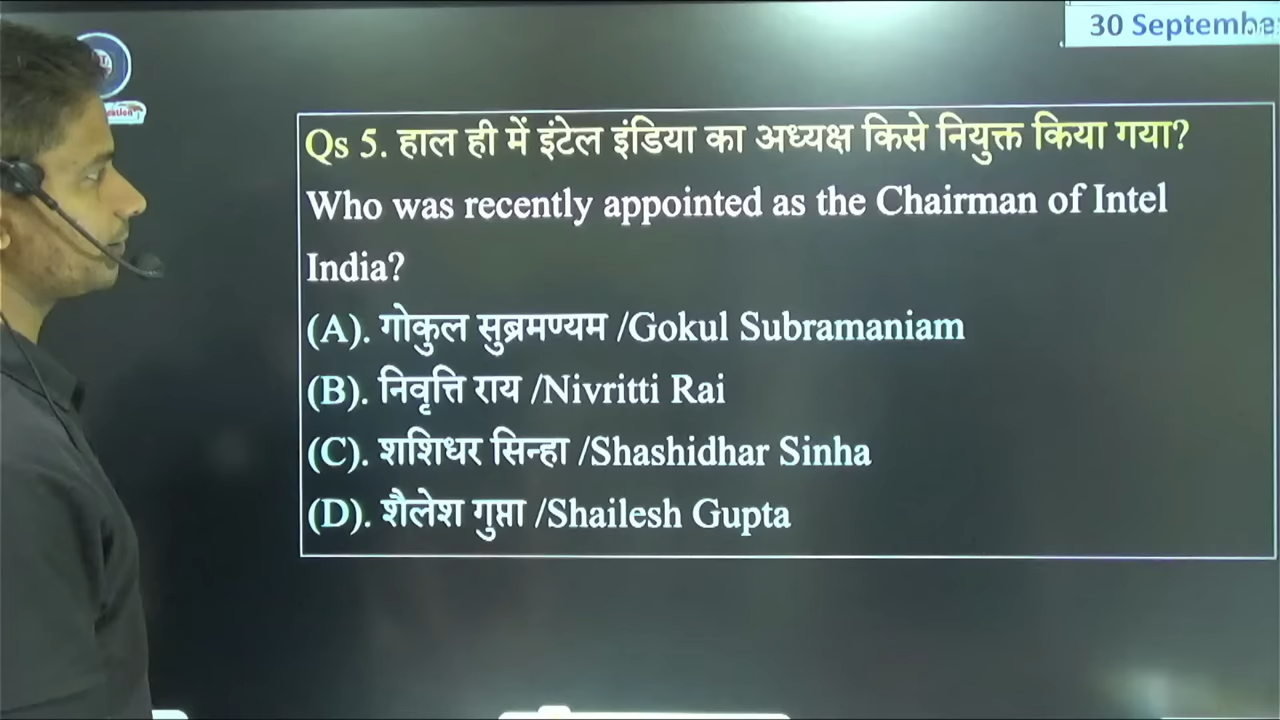 30 Septembe
Qs 5. हाल ही में इंटेल इंडिया का अध्यक्ष किसे नियुक्त किया गया?
Who was recently appointed as the Chairman of Intel
India?
(A). गोकुल सुब्रमण्यम /Gokul Subramaniam
(B). निवृत्ति राय /Nivritti Rai
(C). शशिधर सिन्हा /Shashidhar Sinha
(D). शैलेश गुप्ता /Shailesh Gupta